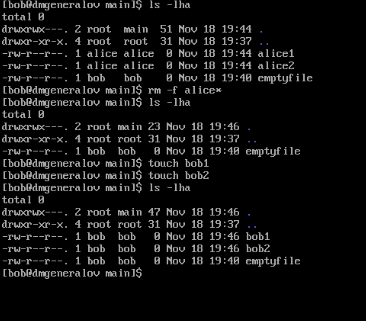 [bob@dmgeneralov main]$ ls -lha
total 0
drwxrwx---. 2 root  main  51 Nov 18 19:44 .
drwxr-xr-x. 4 root  root  31 Nov 18 19:37 ..
-rw-r--r--. 1 alice alice  0 Nov 18 19:44 alice1
-rw-r--r--. 1 alice alice  0 Nov 18 19:44 alice2
-rw-r--r--. 1 bob   bob    0 Nov 18 19:40 emptyfile
[bob@dmgeneralov main]$ rm -f alice*
[bob@dmgeneralov main]$ ls -lha
total 0
drwxrwx---. 2 root main 23 Nov 18 19:46 .
drwxr-xr-x. 4 root root 31 Nov 18 19:37 ..
-rw-r--r--. 1 bob  bob   0 Nov 18 19:40 emptyfile
[bob@dmgeneralov main]$ touch bob1
[bob@dmgeneralov main]$ touch bob2
[bob@dmgeneralov main]$ ls -lha
total 0
drwxrwx---. 2 root main 47 Nov 18 19:46 .
drwxr-xr-x. 4 root root 31 Nov 18 19:37 ..
-rw-r--r--. 1 bob  bob   0 Nov 18 19:46 bob1
-rw-r--r--. 1 bob  bob   0 Nov 18 19:46 bob2
-rw-r--r--. 1 bob  bob   0 Nov 18 19:40 emptyfile
[bob@dmgeneralov main]$